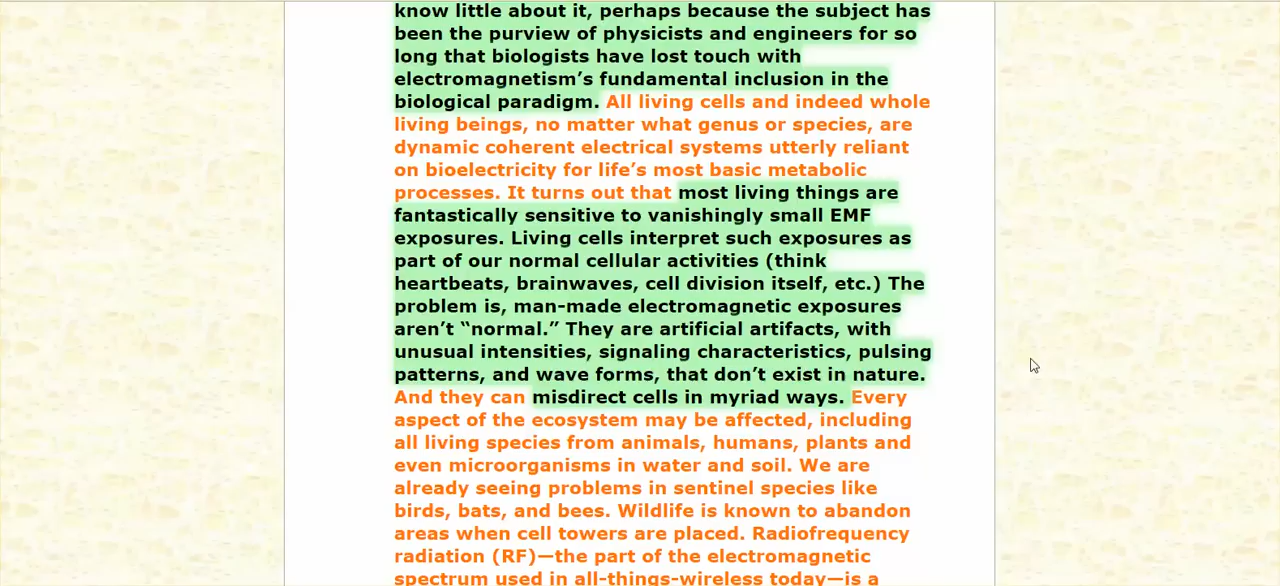 know little about it, perhaps because the subject has
been the purview of physicists and engineers for so
long that biologists have lost touch with
electromagnetism’s fundamental inclusion in the
biological paradigm. All living cells and indeed whole
living beings, no matter what genus or species, are
dynamic coherent electrical systems utterly reliant
on bioelectricity for life’s most basic metabolic
processes. It turns out that most living things are
fantastically sensitive to vanishingly small EMF
exposures. Living cells interpret such exposures as
part of our normal cellular activities (think
heartbeats, brainwaves, cell division itself, etc.) The
problem is, man-made electromagnetic exposures
aren’t “normal.” They are artificial artifacts, with
unusual intensities, signaling characteristics, pulsing
patterns, and wave forms, that don’t exist in nature.
And they can misdirect cells in myriad ways. Every
aspect of the ecosystem may be affected, including
all living species from animals, humans, plants and
even microorganisms in water and soil. We are
already seeing problems in sentinel species like
birds, bats, and bees. Wildlife is known to abandon
areas when cell towers are placed. Radiofrequency
radiation (RF)—the part of the electromagnetic
spectrum used in all-things-wireless today—is a